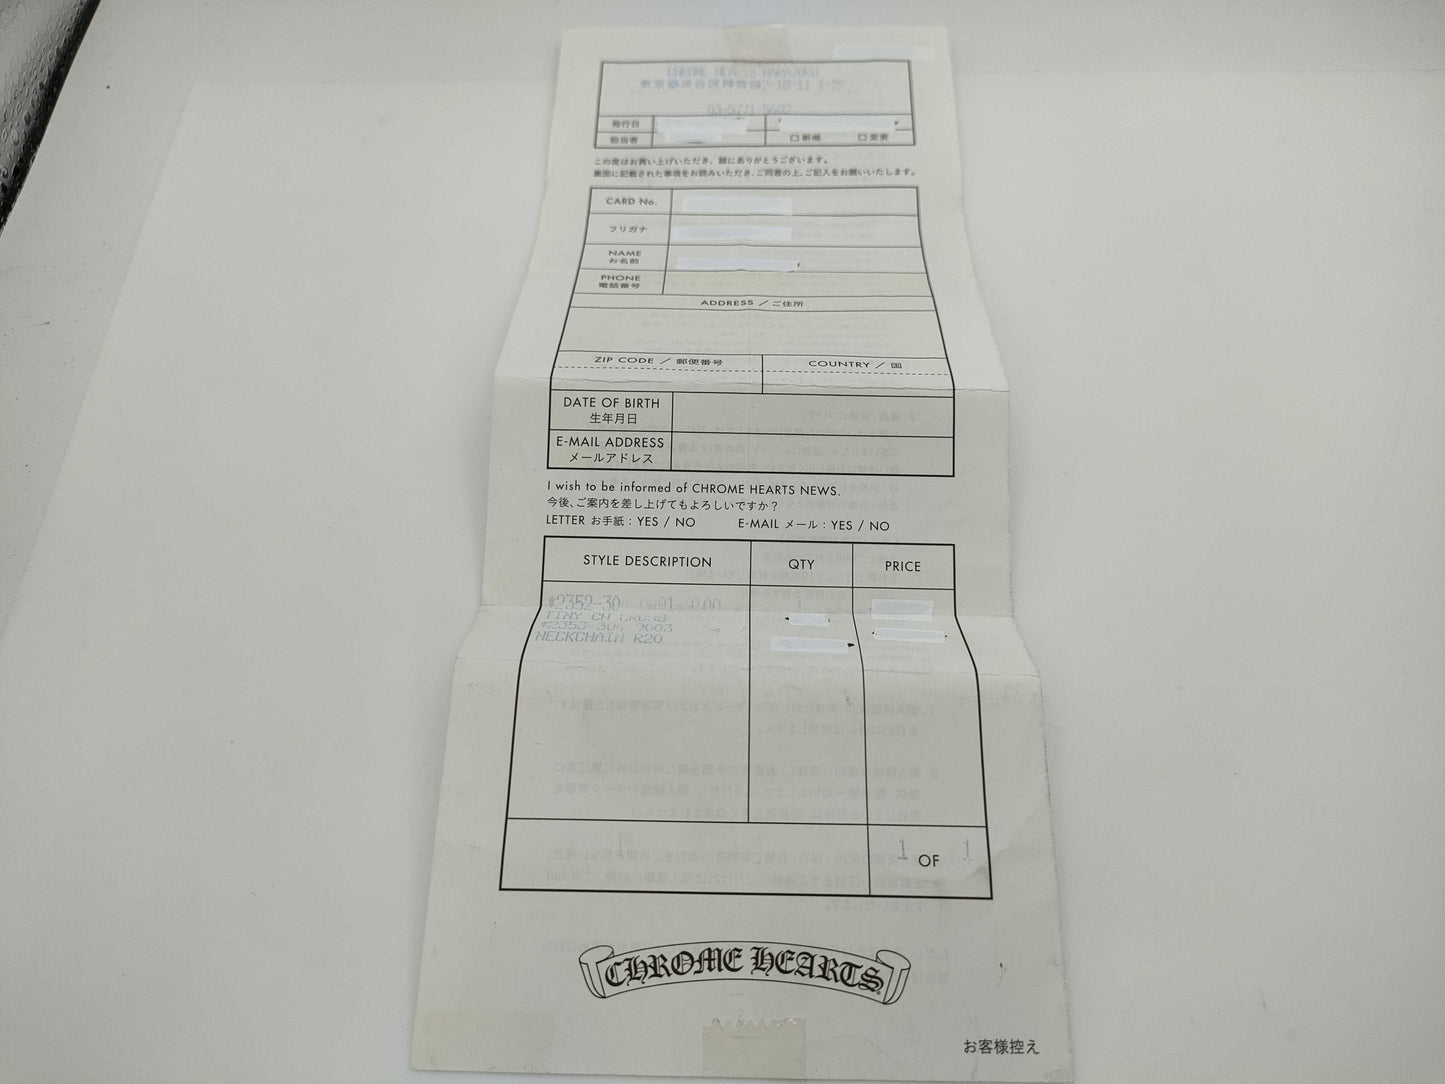 CHROME HEARTS HARAJUKU
03-5771-5602
発行日
担当者 □ 新規 □ 変更
この度はお買い上げいただき、誠にありがとうございます。
裏面に記載された事項をお読みいただき、ご同意の上、ご記入をお願いいたします。
CARD No.
フリガナ
NAME
お名前
PHONE
電話番号
ADDRESS / ご住所
ZIP CODE / 郵便番号 COUNTRY / 国
DATE OF BIRTH
生年月日
E-MAIL ADDRESS
メールアドレス
I wish to be informed of CHROME HEARTS NEWS.
今後、ご案内を差し上げてもよろしいですか？
LETTER お手紙：YES / NO E-MAIL メール：YES / NO
STYLE DESCRIPTION QTY PRICE
*2352-30 1
TINY CH CROSS
NECKCHAIN R20
1 OF 1
CHROME HEARTS
お客様控え